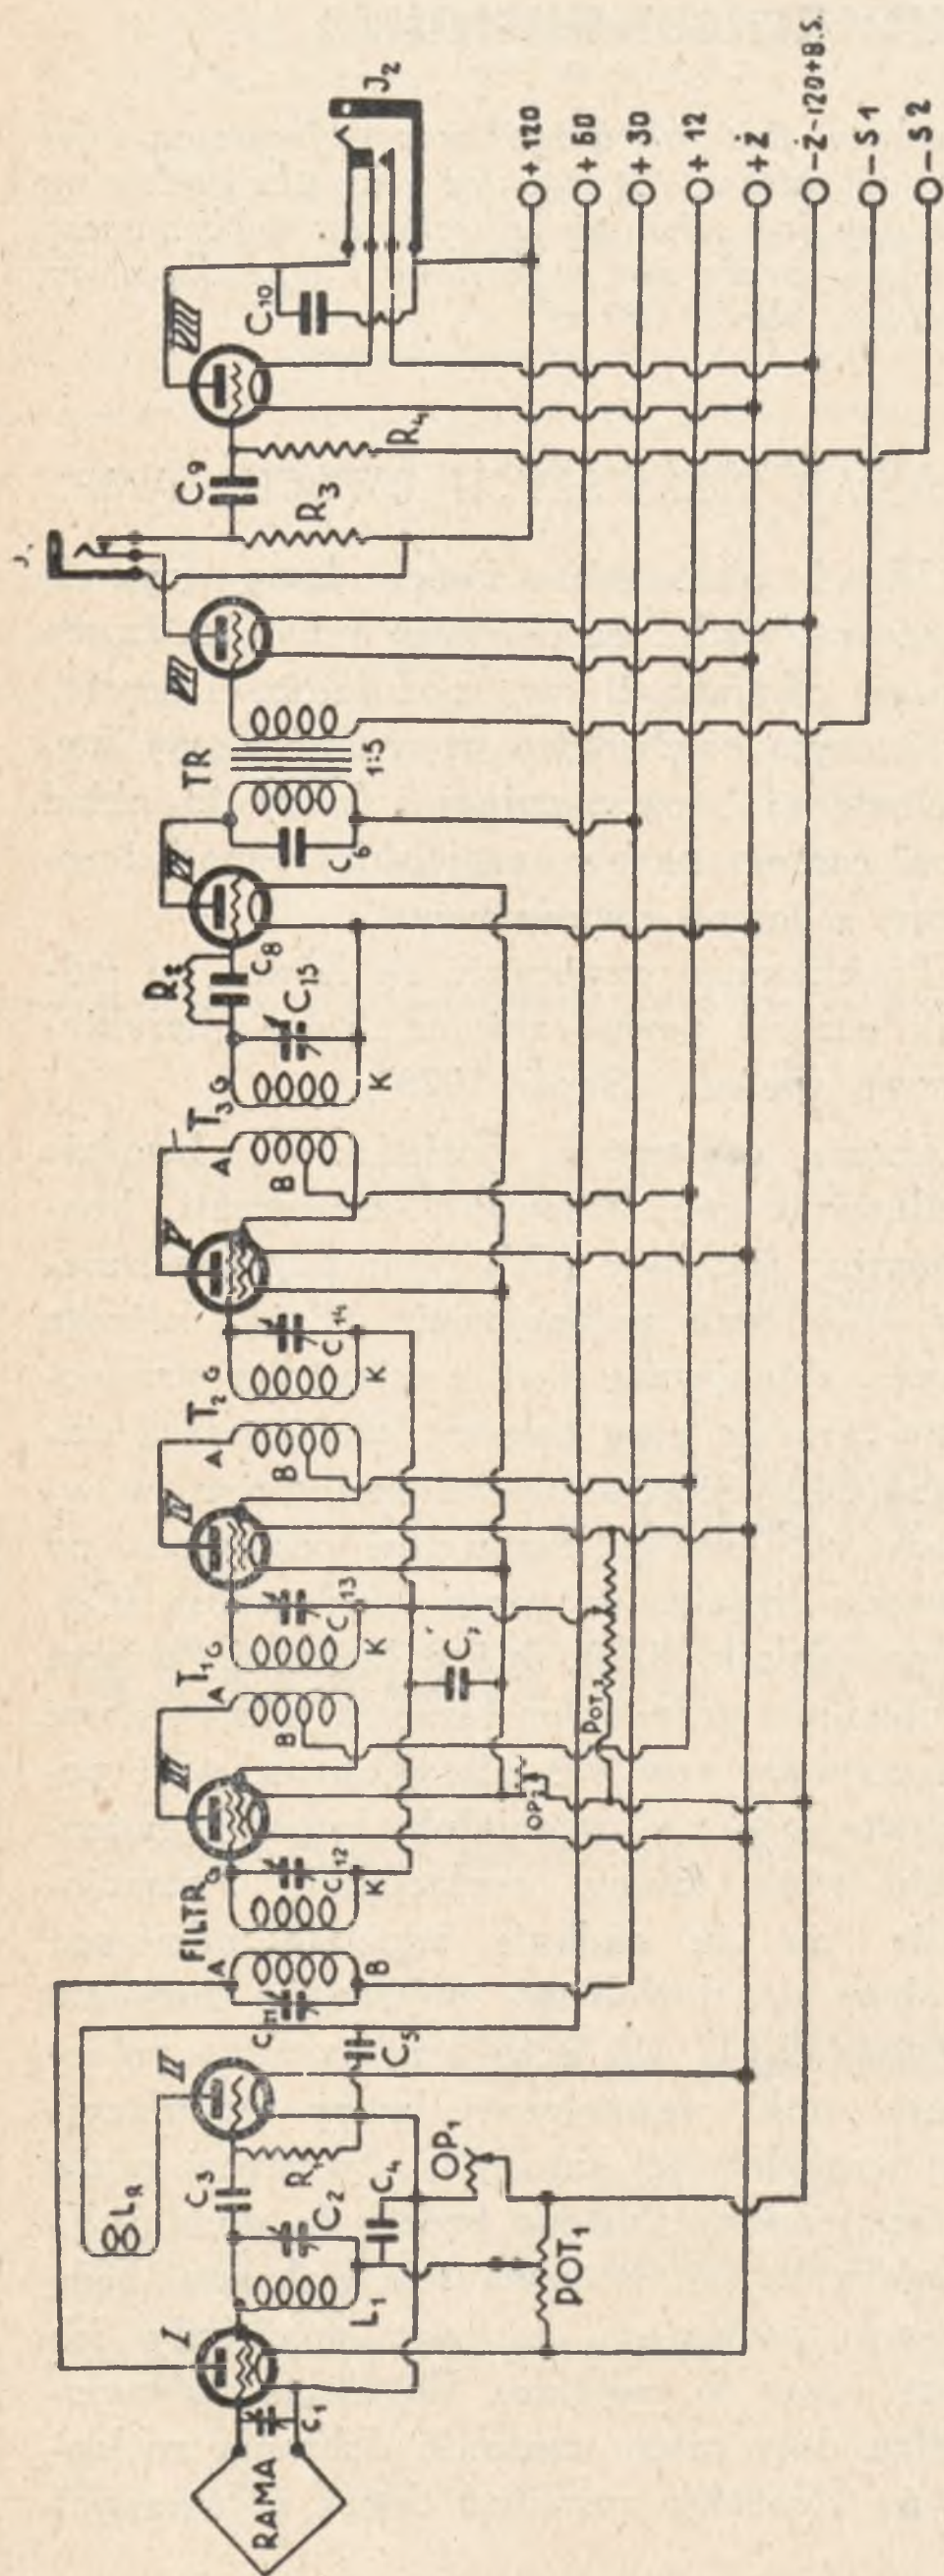 RAMA
C1
I
L1
C2
C3
R1
C4
OP1
POT1
LR
II
C5
C11
FILTR
A
B
G
K
C12
III
OP2
POT2
T1
A
B
G
K
C13
C7
IV
T2
A
B
G
K
C14
V
T3
A
B
G
K
C15
R2
C8
VI
C6
TR
1:5
VII
R3
C9
R4
VIII
C10
J2
+120
+60
+30
+12
+Ż
−Ż−120+B.S.
−S1
−S2